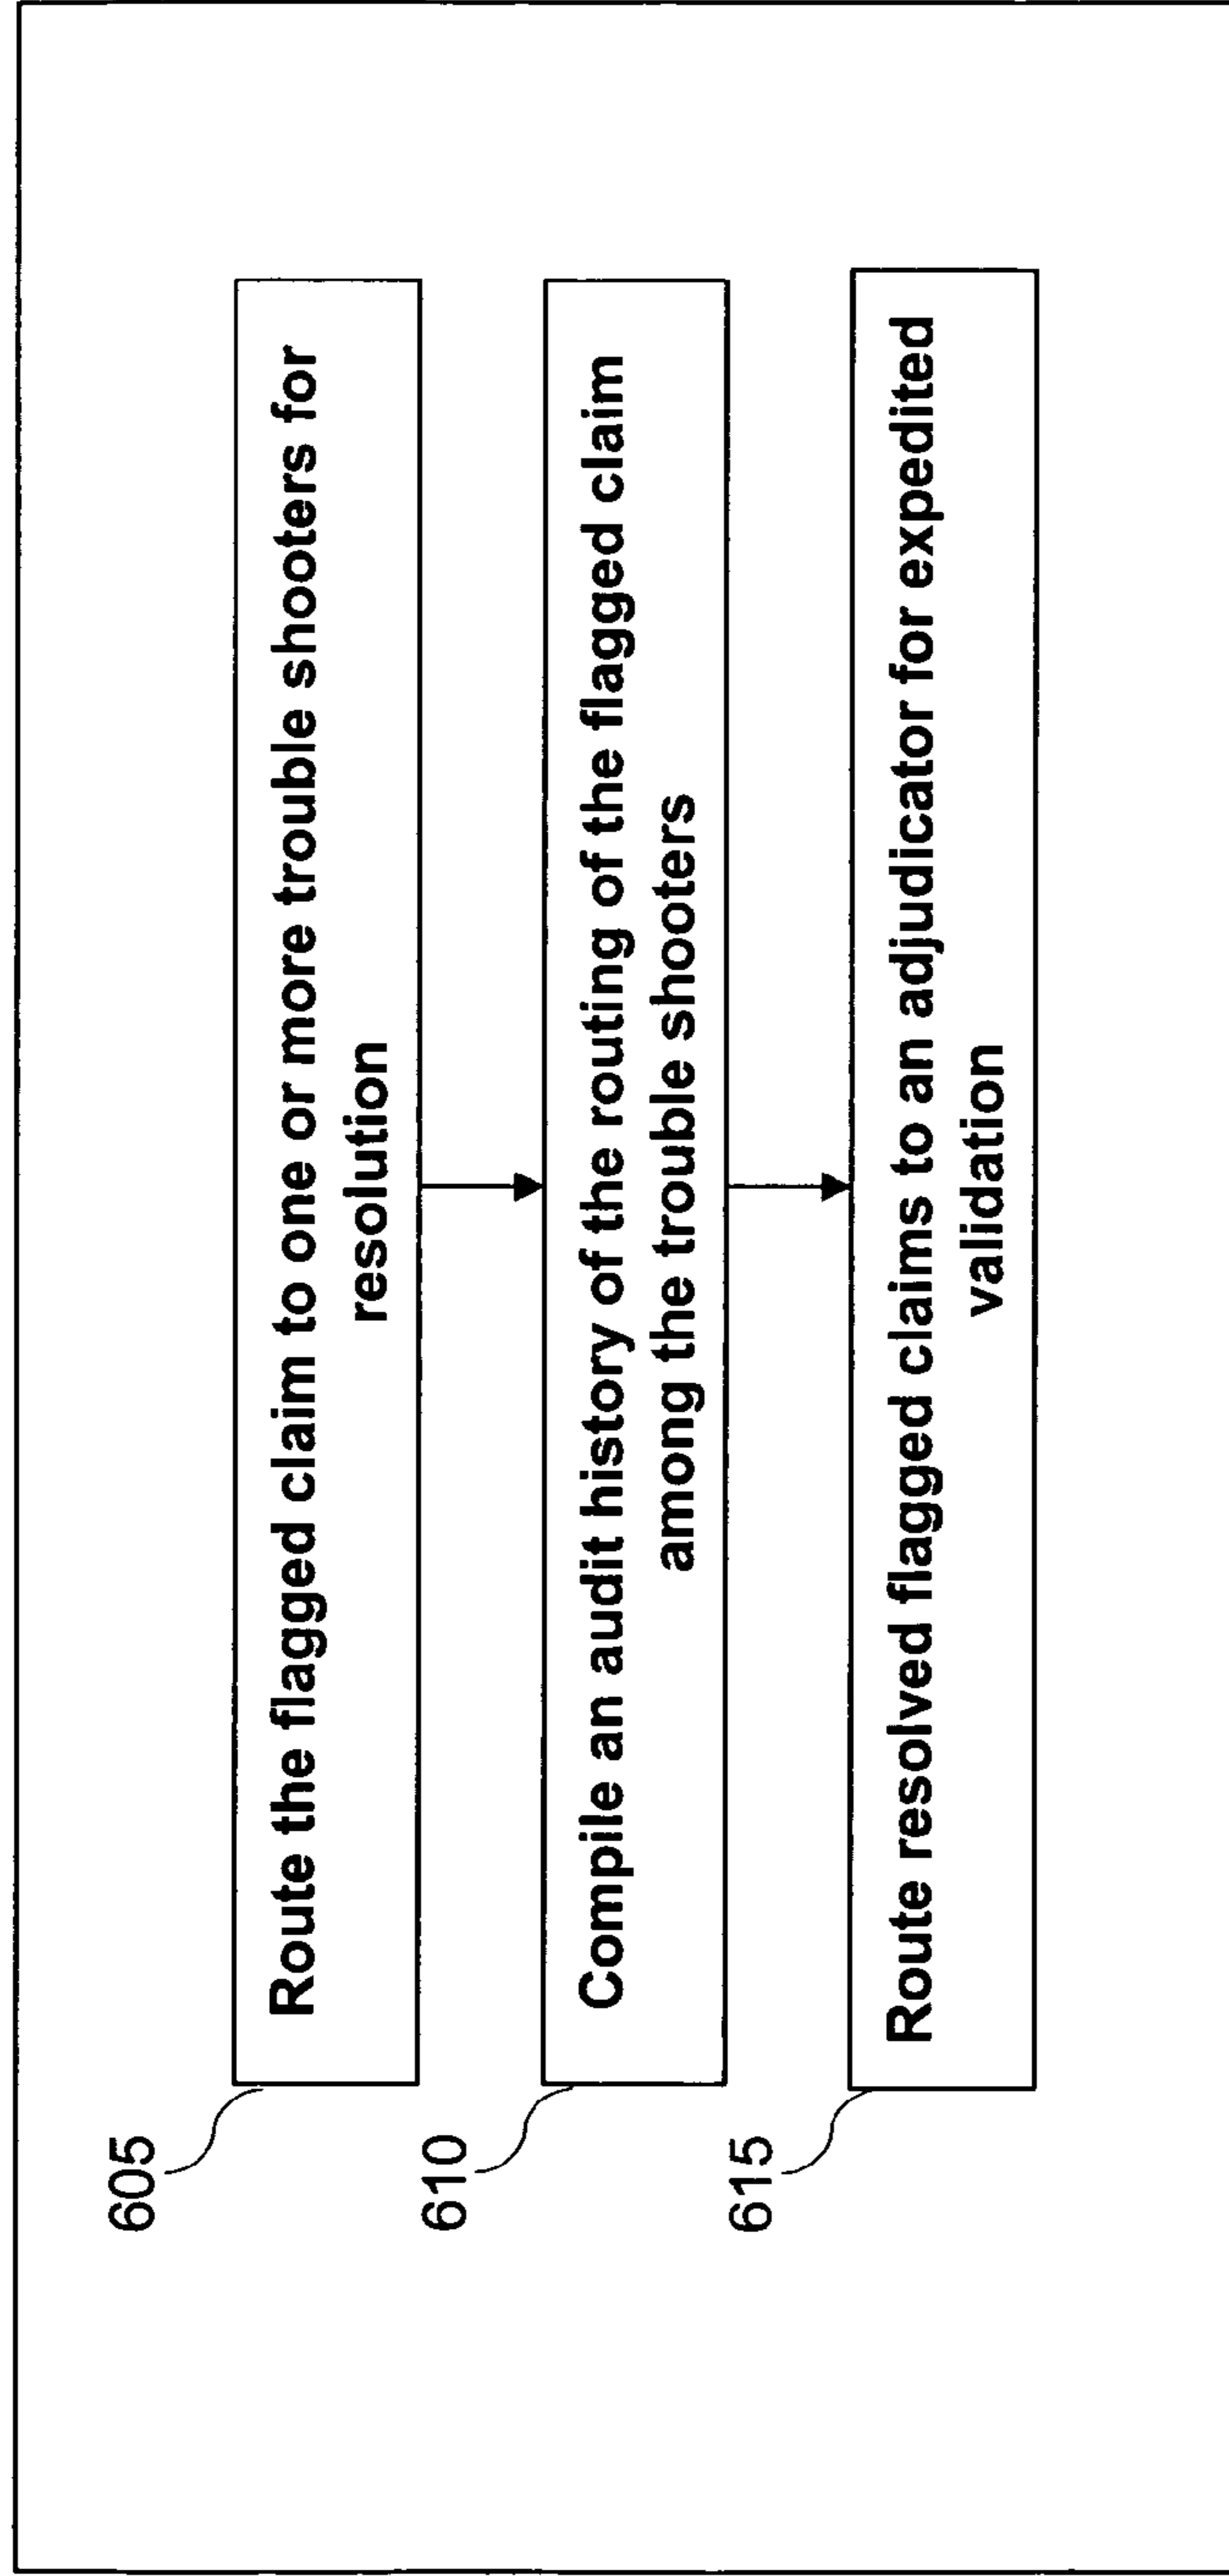 605
Route the flagged claim to one or more trouble shooters for
resolution
610
Compile an audit history of the routing of the flagged claim
among the trouble shooters
615
Route resolved flagged claims to an adjudicator for expedited
validation